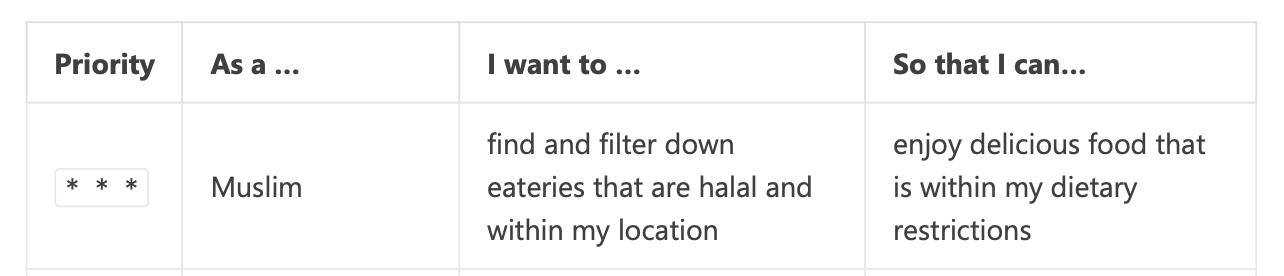 Priority As a ... I want to ... So that I can...
find and filter down enjoy delicious food that
* * * Muslim eateries that are halal and is within my dietary
within my location restrictions